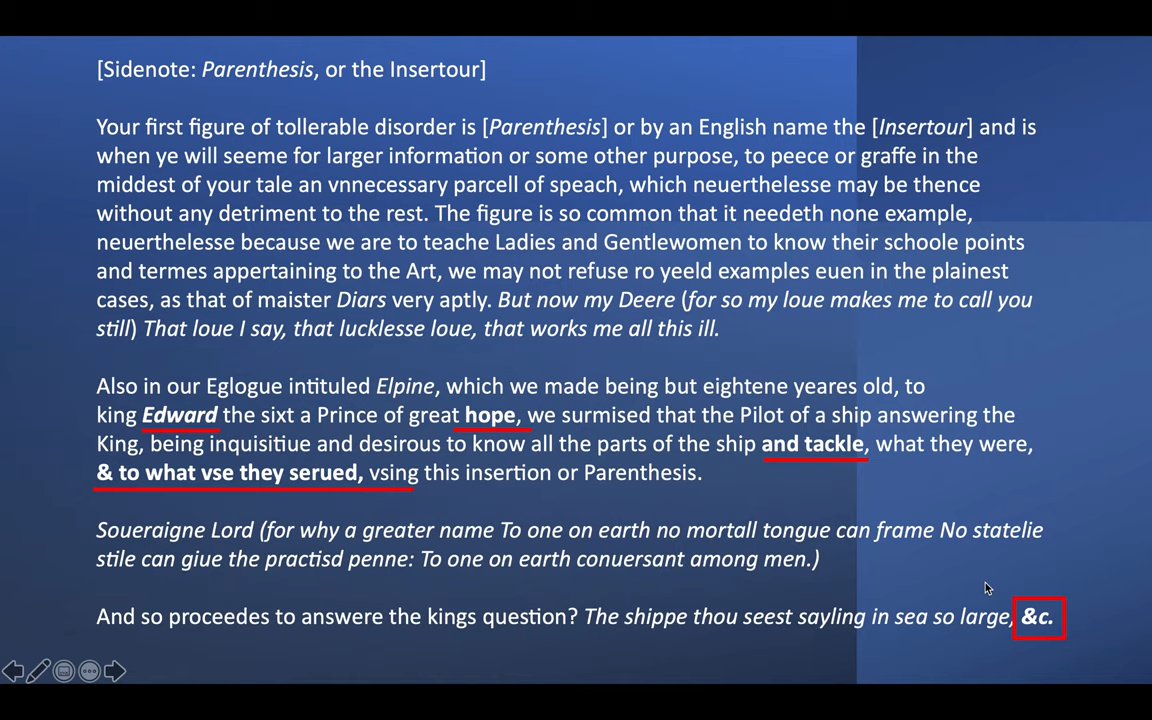 [Sidenote: Parenthesis, or the Insertour]
Your first figure of tollerable disorder is [Parenthesis] or by an English name the [Insertour] and is
when ye will seeme for larger information or some other purpose, to peece or graffe in the
middest of your tale an vnnecessary parcell of speach, which neuerthelesse may be thence
without any detriment to the rest. The figure is so common that it needeth none example,
neuerthelesse because we are to teache Ladies and Gentlewomen to know their schoole points
and termes appertaining to the Art, we may not refuse ro yeeld examples euen in the plainest
cases, as that of maister Diars very aptly. But now my Deere (for so my loue makes me to call you
still) That loue I say, that lucklesse loue, that works me all this ill.
Also in our Eglogue intituled Elpine, which we made being but eightene yeares old, to
king Edward the sixt a Prince of great hope, we surmised that the Pilot of a ship answering the
King, being inquisitiue and desirous to know all the parts of the ship and tackle, what they were,
& to what vse they serued, vsing this insertion or Parenthesis.
Soueraigne Lord (for why a greater name To one on earth no mortall tongue can frame No statelie
stile can giue the practisd penne: To one on earth conuersant among men.)
And so proceedes to answere the kings question? The shippe thou seest sayling in sea so large, &c.